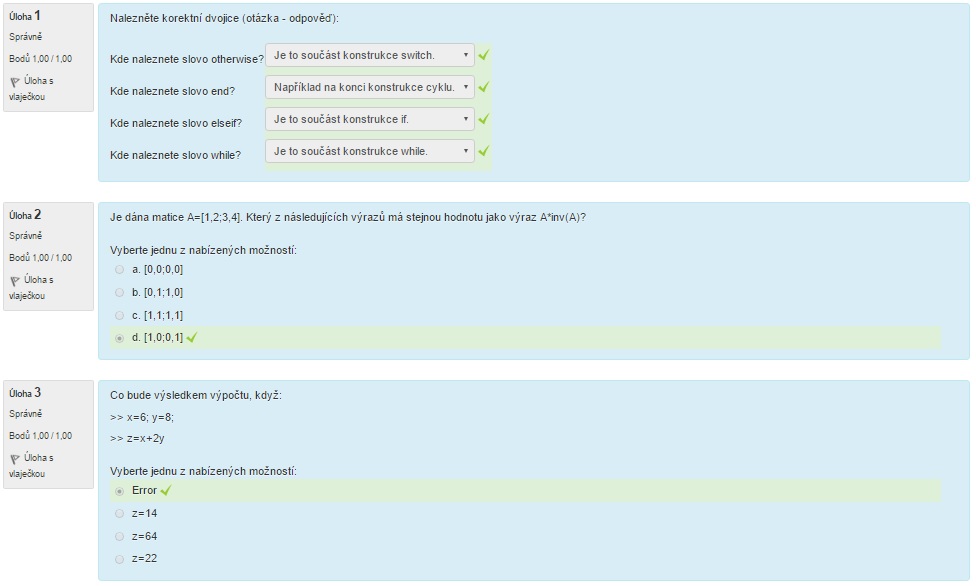 Úloha 1
Správně
Bodů 1,00 / 1,00
Úloha s
vlaječkou
Nalezněte korektní dvojice (otázka - odpověď):
Kde naleznete slovo otherwise? Je to součást konstrukce switch.
Kde naleznete slovo end? Například na konci konstrukce cyklu.
Kde naleznete slovo elseif? Je to součást konstrukce if.
Kde naleznete slovo while? Je to součást konstrukce while.
Úloha 2
Správně
Bodů 1,00 / 1,00
Úloha s
vlaječkou
Je dána matice A=[1,2;3,4]. Který z následujících výrazů má stejnou hodnotu jako výraz A*inv(A)?
Vyberte jednu z nabízených možností:
a. [0,0;0,0]
b. [0,1;1,0]
c. [1,1;1,1]
d. [1,0;0,1]
Úloha 3
Správně
Bodů 1,00 / 1,00
Úloha s
vlaječkou
Co bude výsledkem výpočtu, když:
>> x=6; y=8;
>> z=x+2y
Vyberte jednu z nabízených možností:
Error
z=14
z=64
z=22